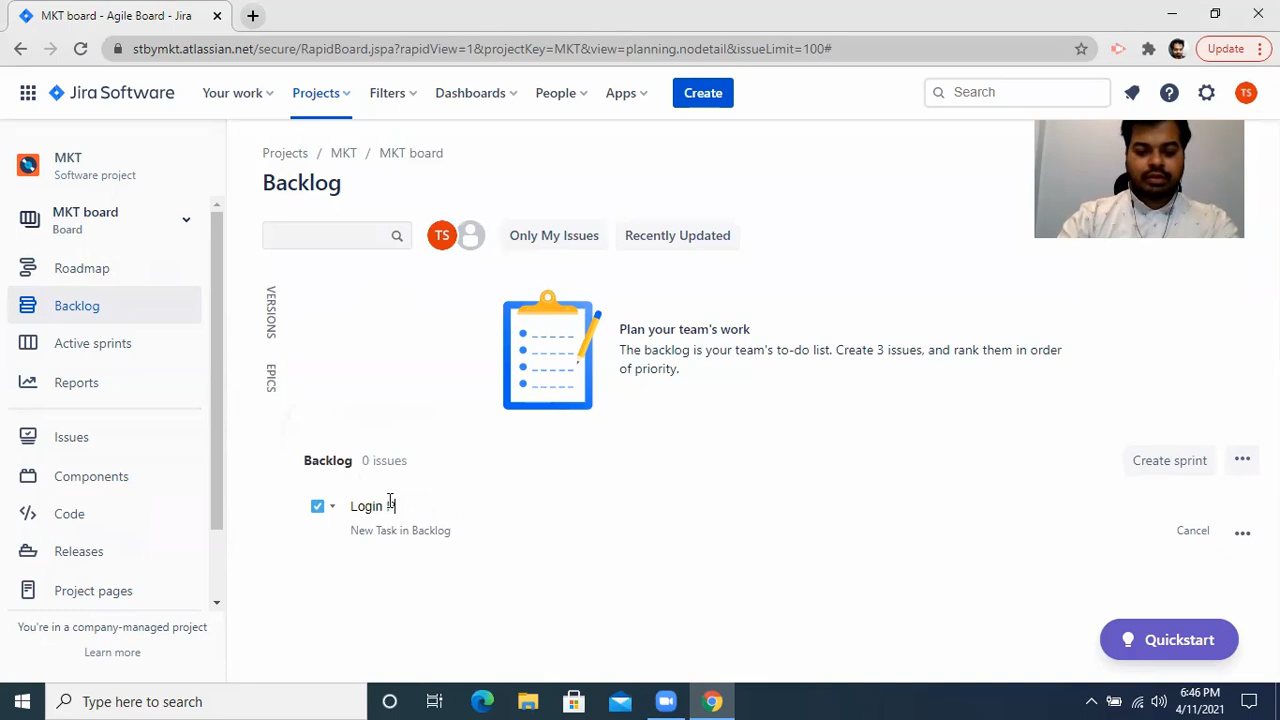 MKT board - Agile Board - Jira
stbymkt.atlassian.net/secure/RapidBoard.jspa?rapidView=1&projectKey=MKT&view=planning.nodetail&issueLimit=100#
Update
Jira Software
Your work
Projects
Filters
Dashboards
People
Apps
Create
Search
TS
MKT
Software project
MKT board
Board
Roadmap
Backlog
Active sprints
Reports
Issues
Components
Code
Releases
Project pages
You're in a company-managed project
Learn more
Projects / MKT / MKT board
Backlog
TS
Only My Issues
Recently Updated
VERSIONS
EPICS
Plan your team's work
The backlog is your team's to-do list. Create 3 issues, and rank them in order
of priority.
Backlog 0 issues
Create sprint
Login
New Task in Backlog
Cancel
Quickstart
Type here to search
6:46 PM
4/11/2021